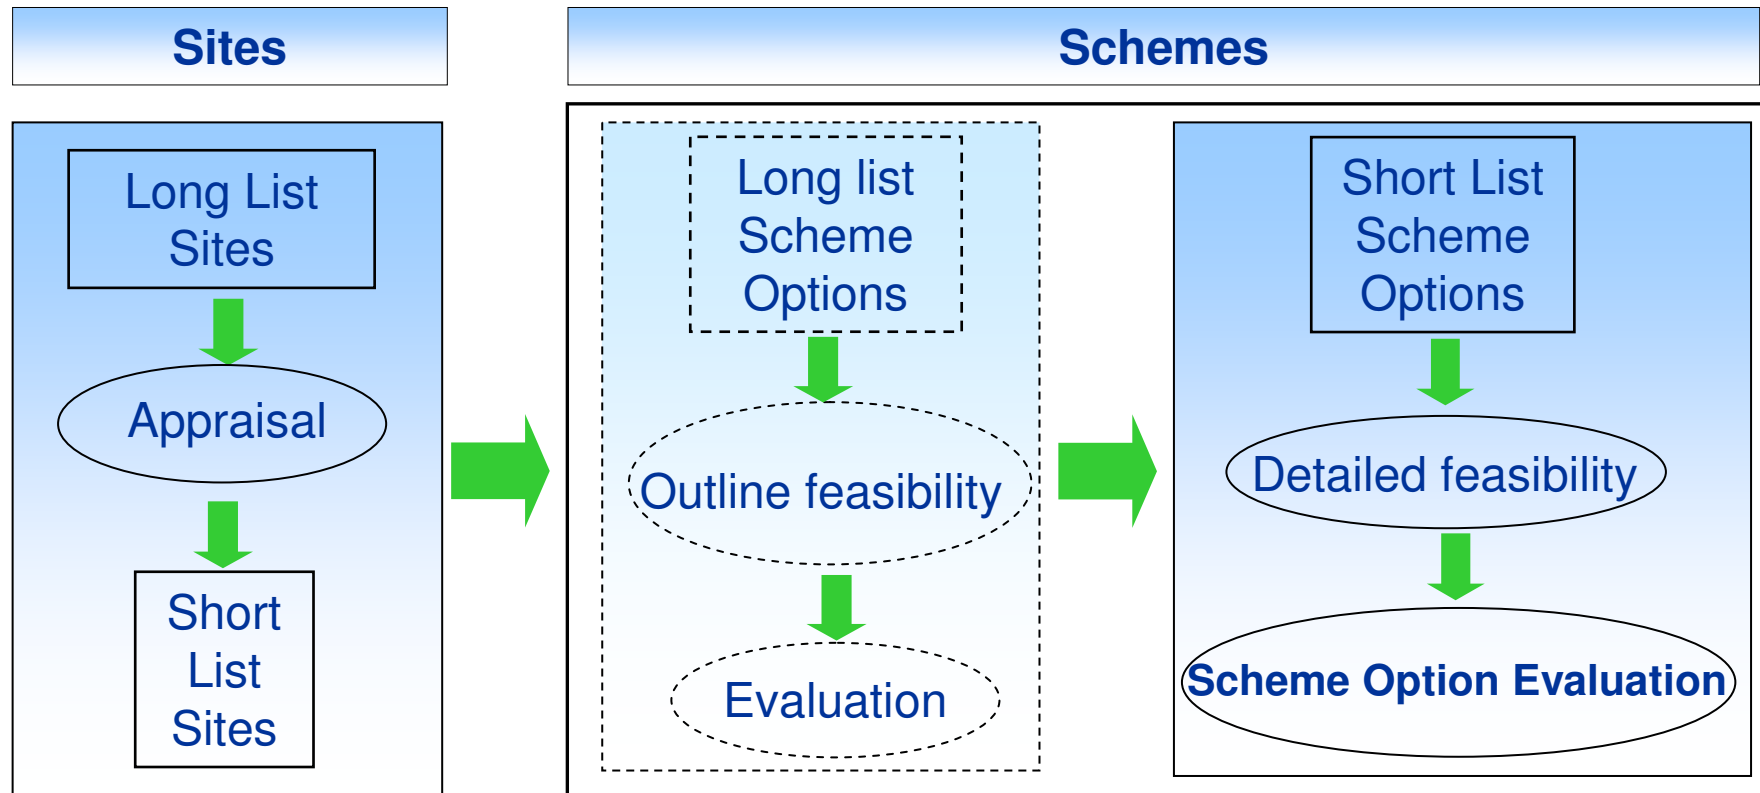 Sites
Schemes
Long List
Sites
Appraisal
Short
List
Sites
Long list
Scheme
Options
Outline feasibility
Evaluation
Short List
Scheme
Options
Detailed feasibility
Scheme Option Evaluation